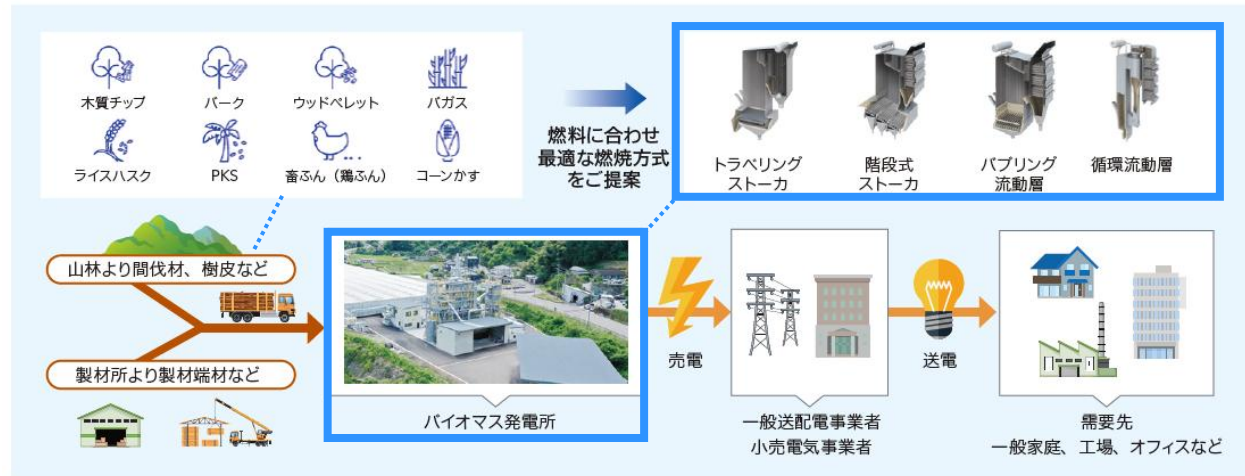 木質チップ
バーク
ウッドペレット
バガス
ライスハスク
PKS
畜ふん（鶏ふん）
コーンかす
燃料に合わせ
最適な燃焼方式
をご提案
トラベリング
ストーカ
階段式
ストーカ
バブリング
流動層
循環流動層
山林より間伐材、樹皮など
製材所より製材端材など
バイオマス発電所
売電
一般送配電事業者
小売電気事業者
送電
需要先
一般家庭、工場、オフィスなど